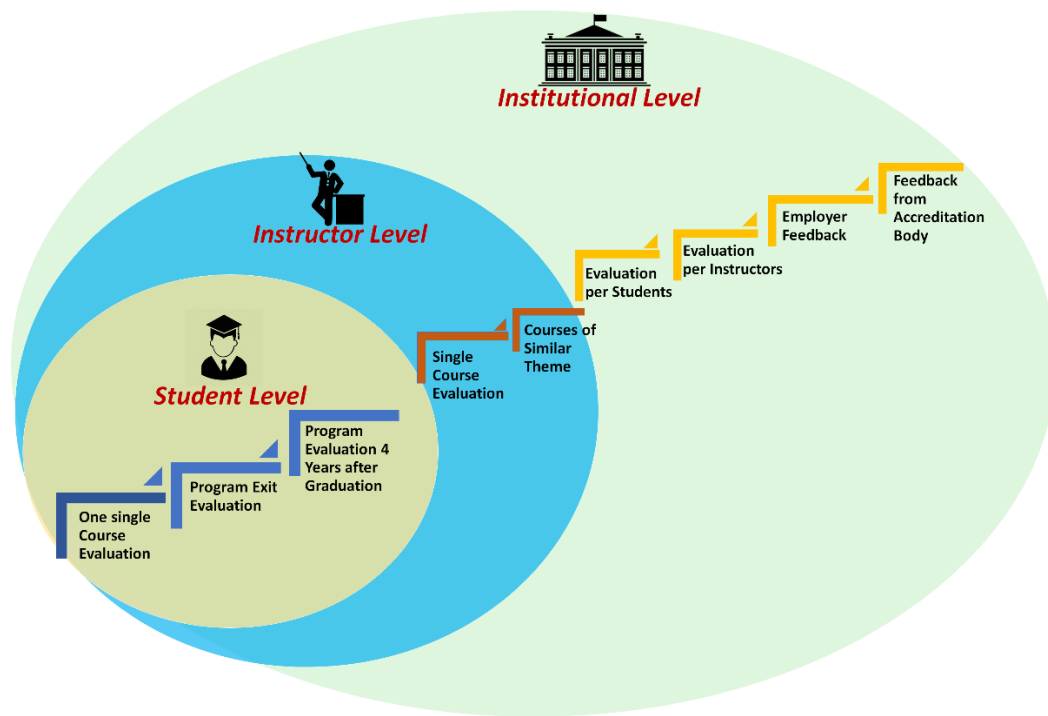 Institutional Level
Instructor Level
Student Level
One single
Course
Evaluation
Program Exit
Evaluation
Program
Evaluation 4
Years after
Graduation
Single
Course
Evaluation
Courses of
Similar
Theme
Evaluation
per Students
Evaluation
per Instructors
Employer
Feedback
Feedback
from
Accreditation
Body